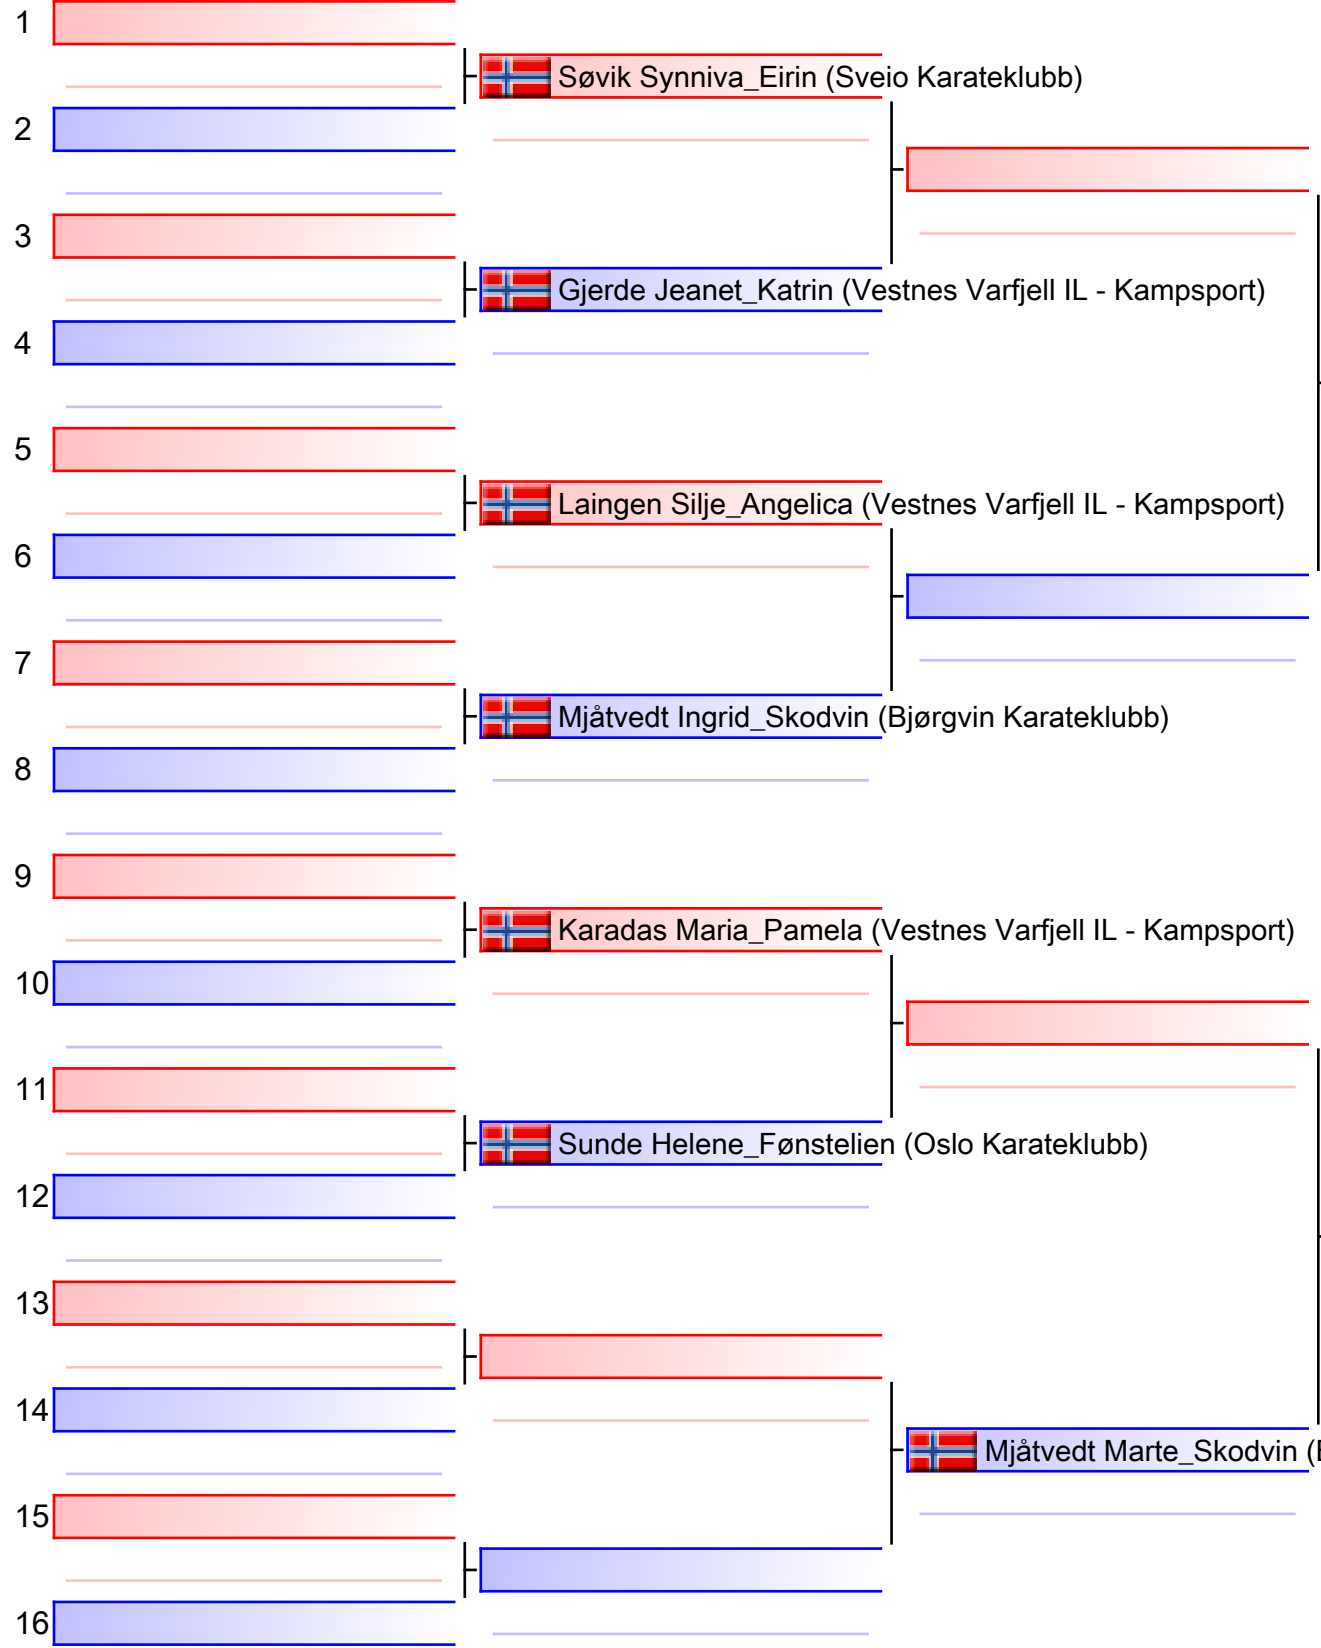 1
Søvik Synniva_Eirin (Sveio Karateklubb)
2
3
Gjerde Jeanet_Katrin (Vestnes Varfjell IL - Kampsport)
4
5
Laingen Silje_Angelica (Vestnes Varfjell IL - Kampsport)
6
7
Mjåtvedt Ingrid_Skodvin (Bjørgvin Karateklubb)
8
9
Karadas Maria_Pamela (Vestnes Varfjell IL - Kampsport)
10
11
Sunde Helene_Fønstelien (Oslo Karateklubb)
12
13
14
Mjåtvedt Marte_Skodvin (
15
16